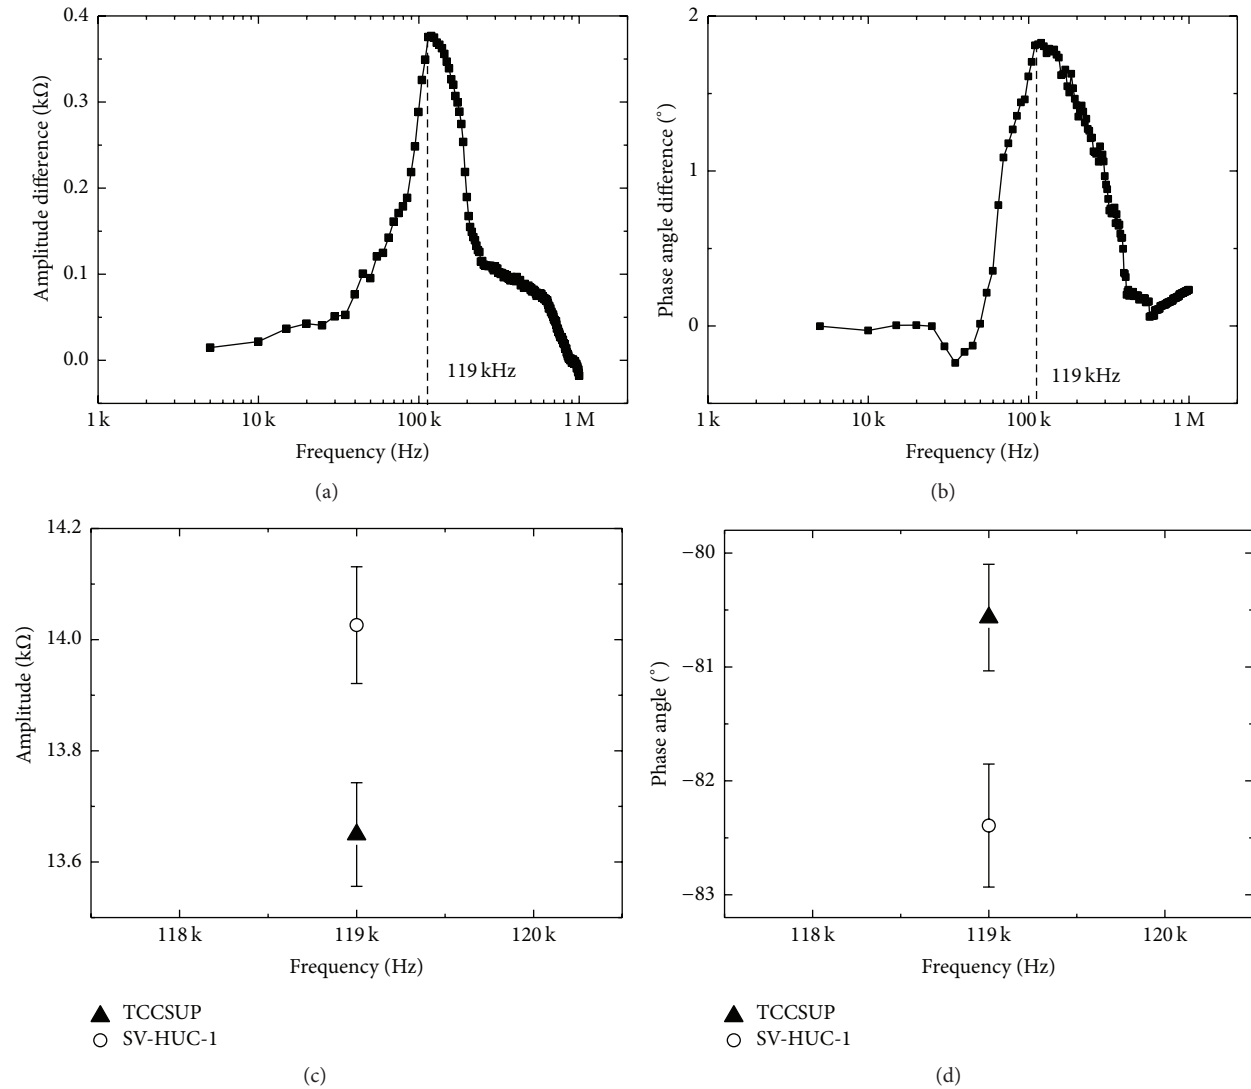 0.4
0.3
0.2
0.1
0.0
Amplitude difference (kΩ)
119 kHz
1 k
10 k
100 k
1 M
Frequency (Hz)
(a)
2
1
0
Phase angle difference (°)
119 kHz
1 k
10 k
100 k
1 M
Frequency (Hz)
(b)
14.2
14.0
13.8
13.6
Amplitude (kΩ)
118 k
119 k
120 k
Frequency (Hz)
TCCSUP
SV-HUC-1
(c)
−80
−81
−82
−83
Phase angle (°)
118 k
119 k
120 k
Frequency (Hz)
TCCSUP
SV-HUC-1
(d)